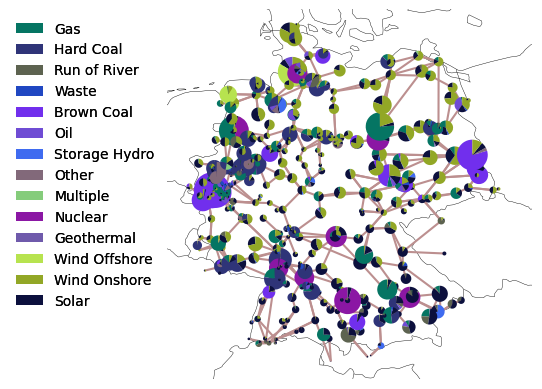 Gas
Hard Coal
Run of River
Waste
Brown Coal
Oil
Storage Hydro
Other
Multiple
Nuclear
Geothermal
Wind Offshore
Wind Onshore
Solar